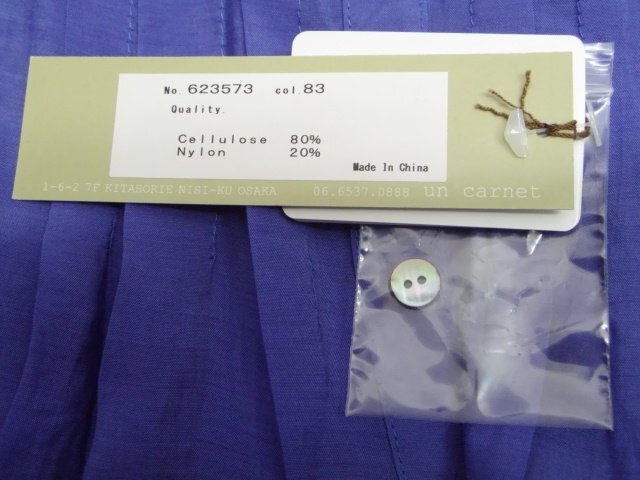 No. 623573 col. 83
Quality.
Cellulose 80%
Nylon 20%
Made In China
1-6-2 7F KITASORIE NISI-KU OSAKA 06.6537.0888 un carnet